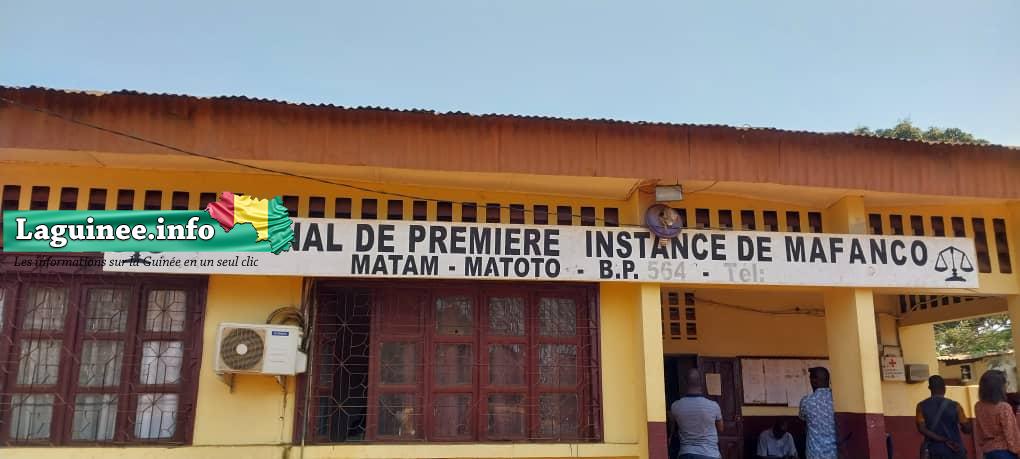 Laguinee.info
Les informations sur la Guinée en un seul clic
NAL DE PREMIERE INSTANCE DE MAFANCO
MATAM - MATOTO - B.P. 564 - Tél: